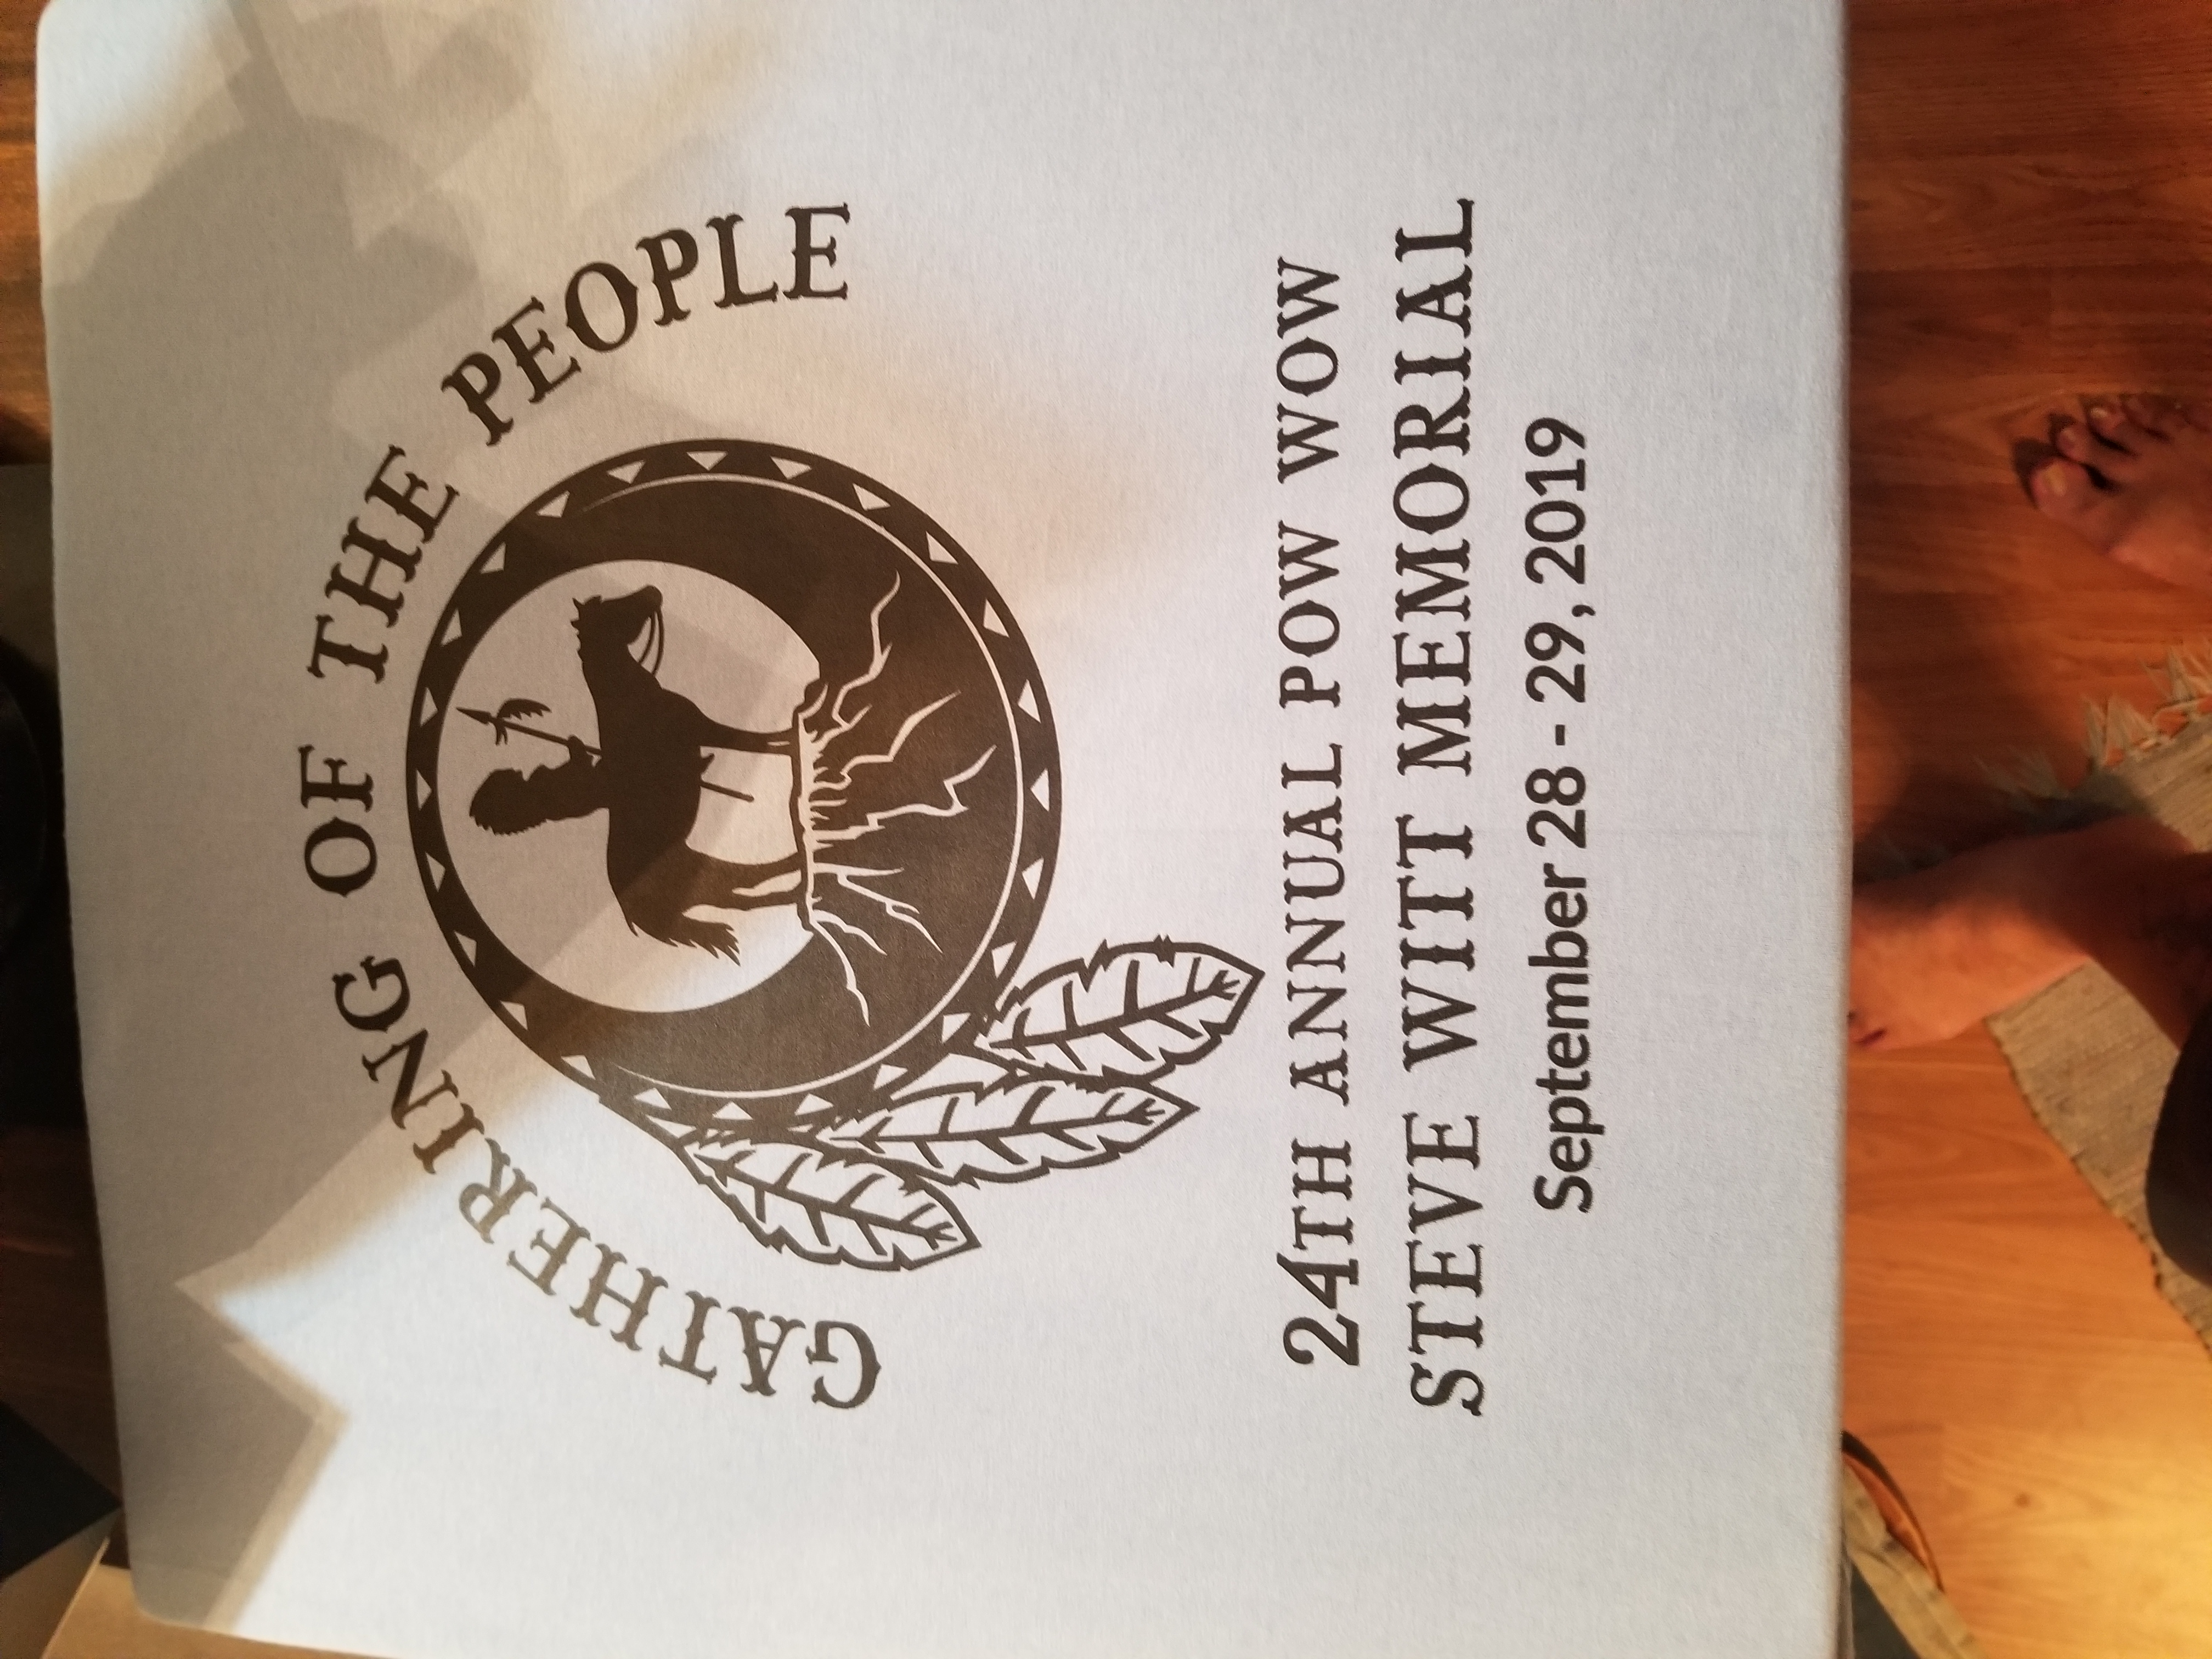 GATHERING OF THE PEOPLE
24TH ANNUAL POW WOW
STEVE WITT MEMORIAL
September 28 - 29, 2019